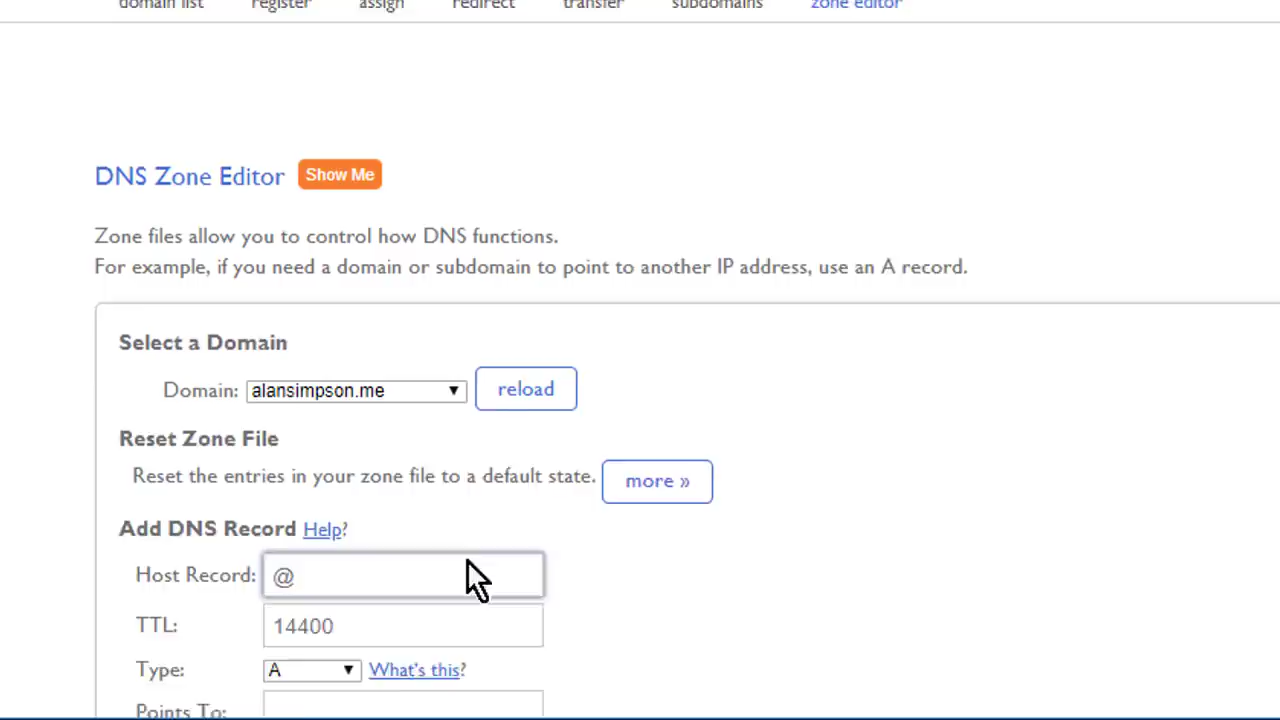 domain list register assign redirect transfer subdomains zone editor
DNS Zone Editor Show Me
Zone files allow you to control how DNS functions.
For example, if you need a domain or subdomain to point to another IP address, use an A record.
Select a Domain
Domain: alansimpson.me ▼ reload
Reset Zone File
Reset the entries in your zone file to a default state. more »
Add DNS Record Help?
Host Record: @
TTL: 14400
Type: A ▼ What's this?
Points To: